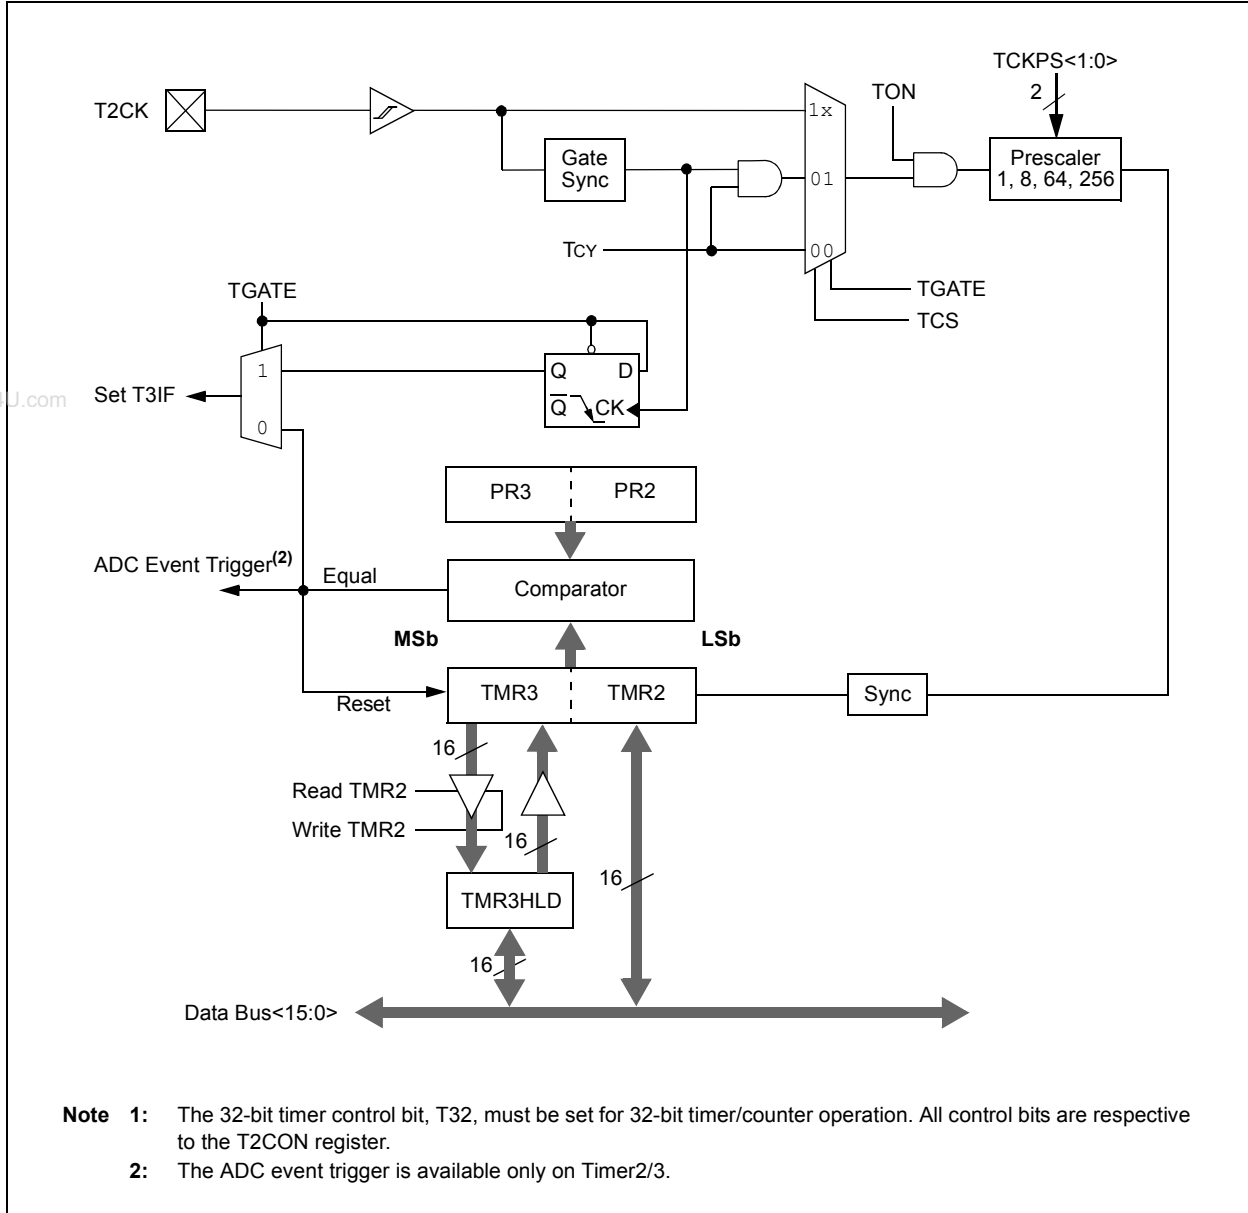 TCKPS<1:0>
T2CK
1x
TON
2
Gate
Sync
01
Prescaler
1, 8, 64, 256
TCY
00
TGATE
TCS
TGATE
1
Q
D
Set T3IF
Q
CK
0
4U.com
PR3
PR2
ADC Event Trigger(2)
Equal
Comparator
MSb
LSb
TMR3
TMR2
Sync
Reset
16
Read TMR2
Write TMR2
16
16
TMR3HLD
16
Data Bus<15:0>
Note 1: The 32-bit timer control bit, T32, must be set for 32-bit timer/counter operation. All control bits are respective
to the T2CON register.
2: The ADC event trigger is available only on Timer2/3.